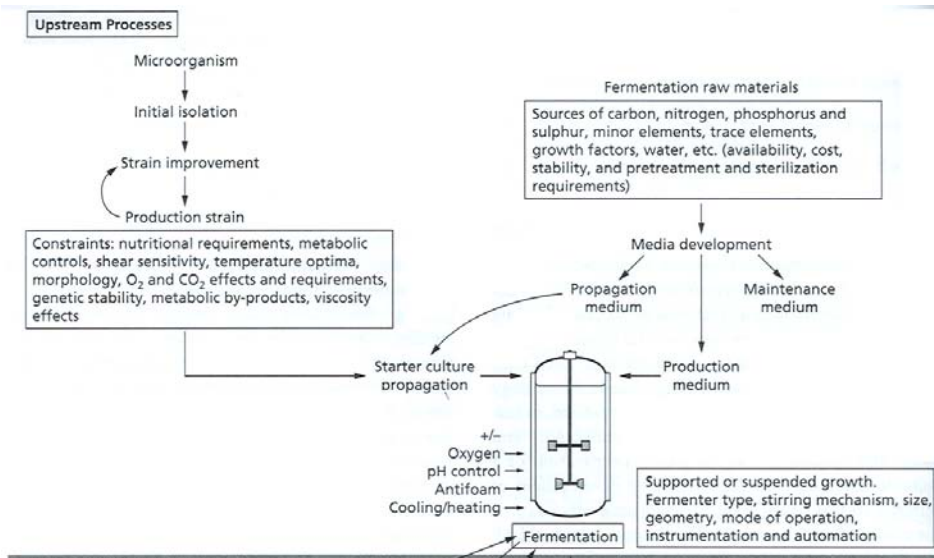 Upstream Processes
Microorganism
Initial isolation
Strain improvement
Production strain
Constraints: nutritional requirements, metabolic
controls, shear sensitivity, temperature optima,
morphology, O₂ and CO₂ effects and requirements,
genetic stability, metabolic by-products, viscosity
effects
Fermentation raw materials
Sources of carbon, nitrogen, phosphorus and
sulphur, minor elements, trace elements,
growth factors, water, etc. (availability, cost,
stability, and pretreatment and sterilization
requirements)
Media development
Propagation
medium
Maintenance
medium
Starter culture
propagation
Production
medium
+/–
Oxygen
pH control
Antifoam
Cooling/heating
Fermentation
Supported or suspended growth.
Fermenter type, stirring mechanism, size,
geometry, mode of operation,
instrumentation and automation